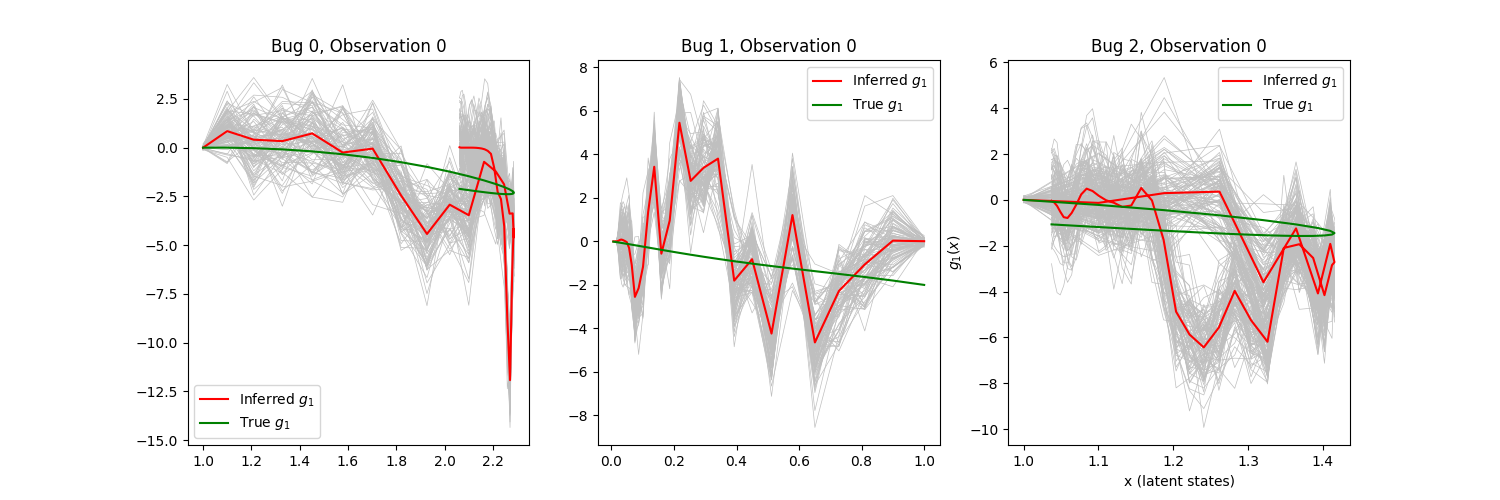 Bug 0, Observation 0
2.5
0.0
−2.5
−5.0
−7.5
−10.0
−12.5
−15.0
Inferred g₁
True g₁
1.0 1.2 1.4 1.6 1.8 2.0 2.2
Bug 1, Observation 0
8
6
4
2
0
−2
−4
−6
−8
Inferred g₁
True g₁
0.0 0.2 0.4 0.6 0.8 1.0
Bug 2, Observation 0
g₁(x)
6
4
2
0
−2
−4
−6
−8
−10
Inferred g₁
True g₁
1.0 1.1 1.2 1.3 1.4
x (latent states)